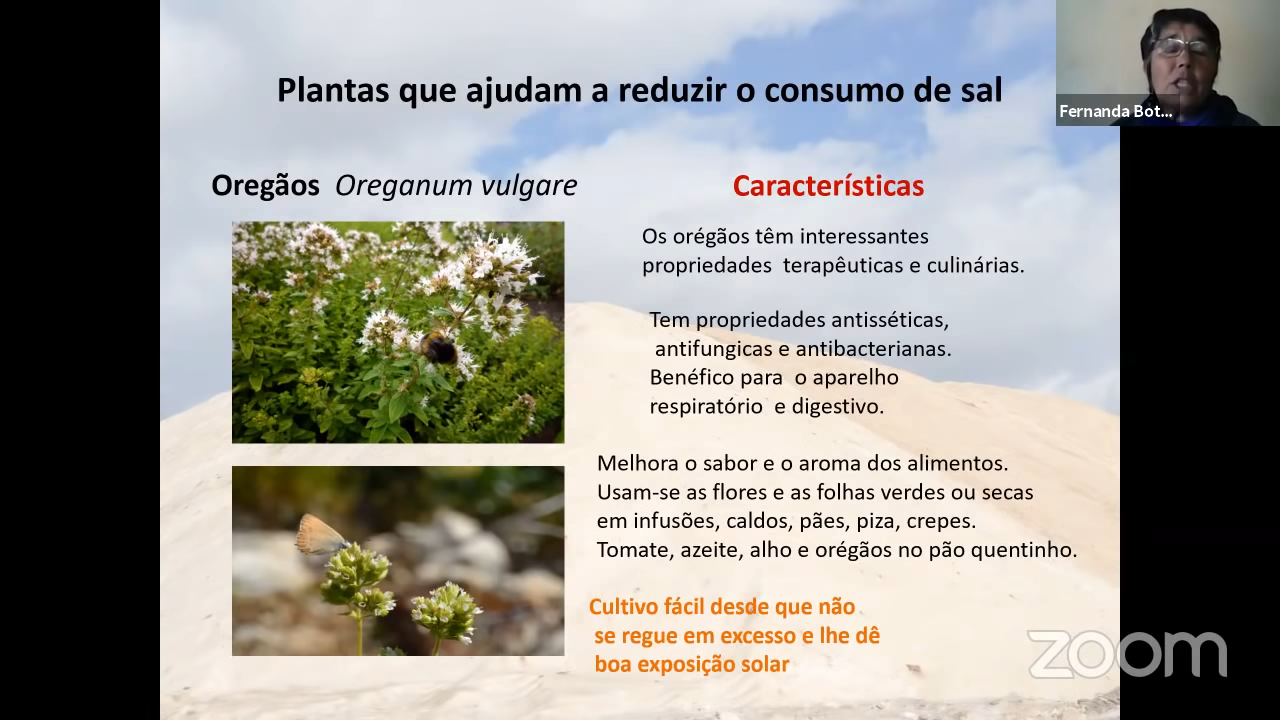 Plantas que ajudam a reduzir o consumo de sal
Fernanda Bot...
Oregãos Oreganum vulgare
Características
Os orégãos têm interessantes
propriedades terapêuticas e culinárias.
Tem propriedades antisséticas,
antifungicas e antibacterianas.
Benéfico para o aparelho
respiratório e digestivo.
Melhora o sabor e o aroma dos alimentos.
Usam-se as flores e as folhas verdes ou secas
em infusões, caldos, pães, piza, crepes.
Tomate, azeite, alho e orégãos no pão quentinho.
Cultivo fácil desde que não
se regue em excesso e lhe dê
boa exposição solar
zoom